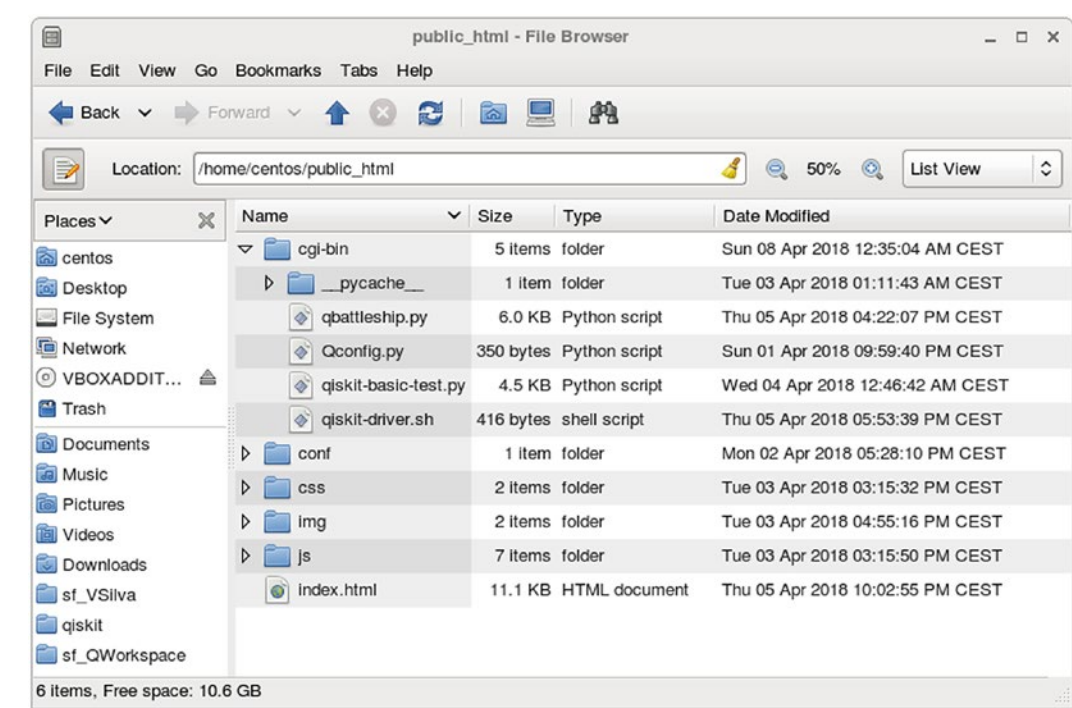 public_html - File Browser
File Edit View Go Bookmarks Tabs Help
Back Forward
Location: /home/centos/public_html 50% List View
Places
centos
Desktop
File System
Network
VBOXADDIT...
Trash
Documents
Music
Pictures
Videos
Downloads
sf_VSilva
qiskit
sf_QWorkspace
Name Size Type Date Modified
cgi-bin 5 items folder Sun 08 Apr 2018 12:35:04 AM CEST
__pycache__ 1 item folder Tue 03 Apr 2018 01:11:43 AM CEST
qbattleship.py 6.0 KB Python script Thu 05 Apr 2018 04:22:07 PM CEST
Qconfig.py 350 bytes Python script Sun 01 Apr 2018 09:59:40 PM CEST
qiskit-basic-test.py 4.5 KB Python script Wed 04 Apr 2018 12:46:42 AM CEST
qiskit-driver.sh 416 bytes shell script Thu 05 Apr 2018 05:53:39 PM CEST
conf 1 item folder Mon 02 Apr 2018 05:28:10 PM CEST
css 2 items folder Tue 03 Apr 2018 03:15:32 PM CEST
img 2 items folder Tue 03 Apr 2018 04:55:16 PM CEST
js 7 items folder Tue 03 Apr 2018 03:15:50 PM CEST
index.html 11.1 KB HTML document Thu 05 Apr 2018 10:02:55 PM CEST
6 items, Free space: 10.6 GB